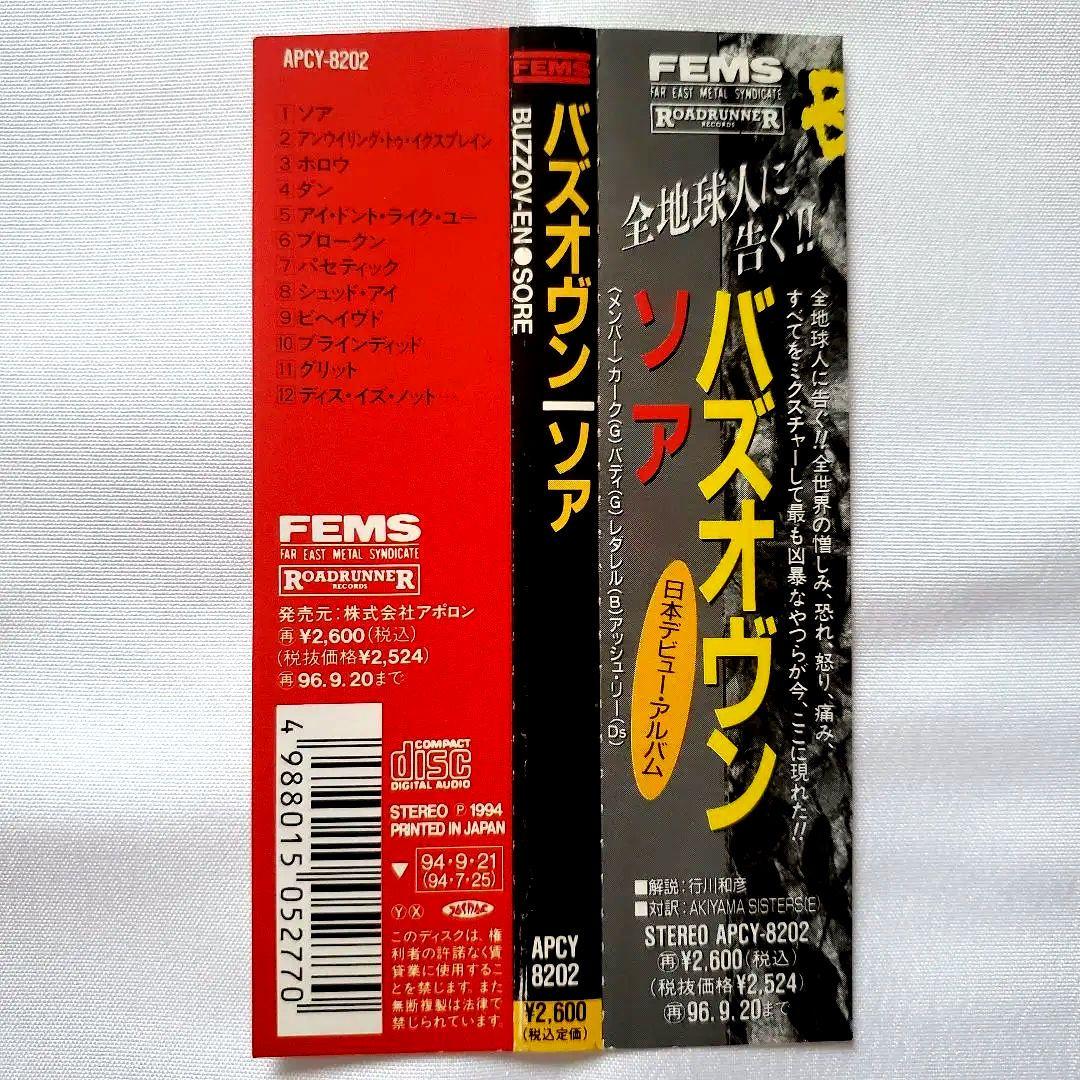 APCY-8202
1 ソア
2 アンウイリング・トゥ・イクスプレイン
3 ホロウ
4 ダン
5 アイ・ドント・ライク・ユー
6 ブロークン
7 パセティック
8 シュッド・アイ
9 ビヘイヴド
10 ブラインディッド
11 グリット
12 ディス・イズ・ノット…
FEMS
FAR EAST METAL SYNDICATE
ROADRUNNER
RECORDS
発売元：株式会社アポロン
再¥2,600(税込)
(税抜価格¥2,524)
再96.9.20まで
4988015052770
COMPACT
disc
DIGITAL AUDIO
STEREO Ⓟ 1994
PRINTED IN JAPAN
▼ 94・9・21
(94・7・25)
Ⓨ Ⓧ
JASRAC
このディスクは、権
利者の許諾なく賃
貸業に使用するこ
とを禁じます。また
無断複製は法律で
禁じられています。
FEMS
バズオヴン―ソア
BUZZOV-EN●SORE
APCY
8202
¥2,600
(税込定価)
FEMS
FAR EAST METAL SYNDICATE
ROADRUNNER
RECORDS
全地球人に
告ぐ!!
全地球人に告ぐ!!全世界の憎しみ、恐れ、怒り、痛み、
すべてをミクスチャーして最も凶暴なやつらが今、ここに現れた!!
バズオヴン
ソア
日本デビュー・アルバム
〈メンバー〉カーク(G)バディ(G)レタレル(B)アッシュ・リー(Ds)
■解説：行川和彦
■対訳：AKIYAMA SISTERS(E)
STEREO APCY-8202
再¥2,600(税込)
(税抜価格¥2,524)
再96.9.20まで